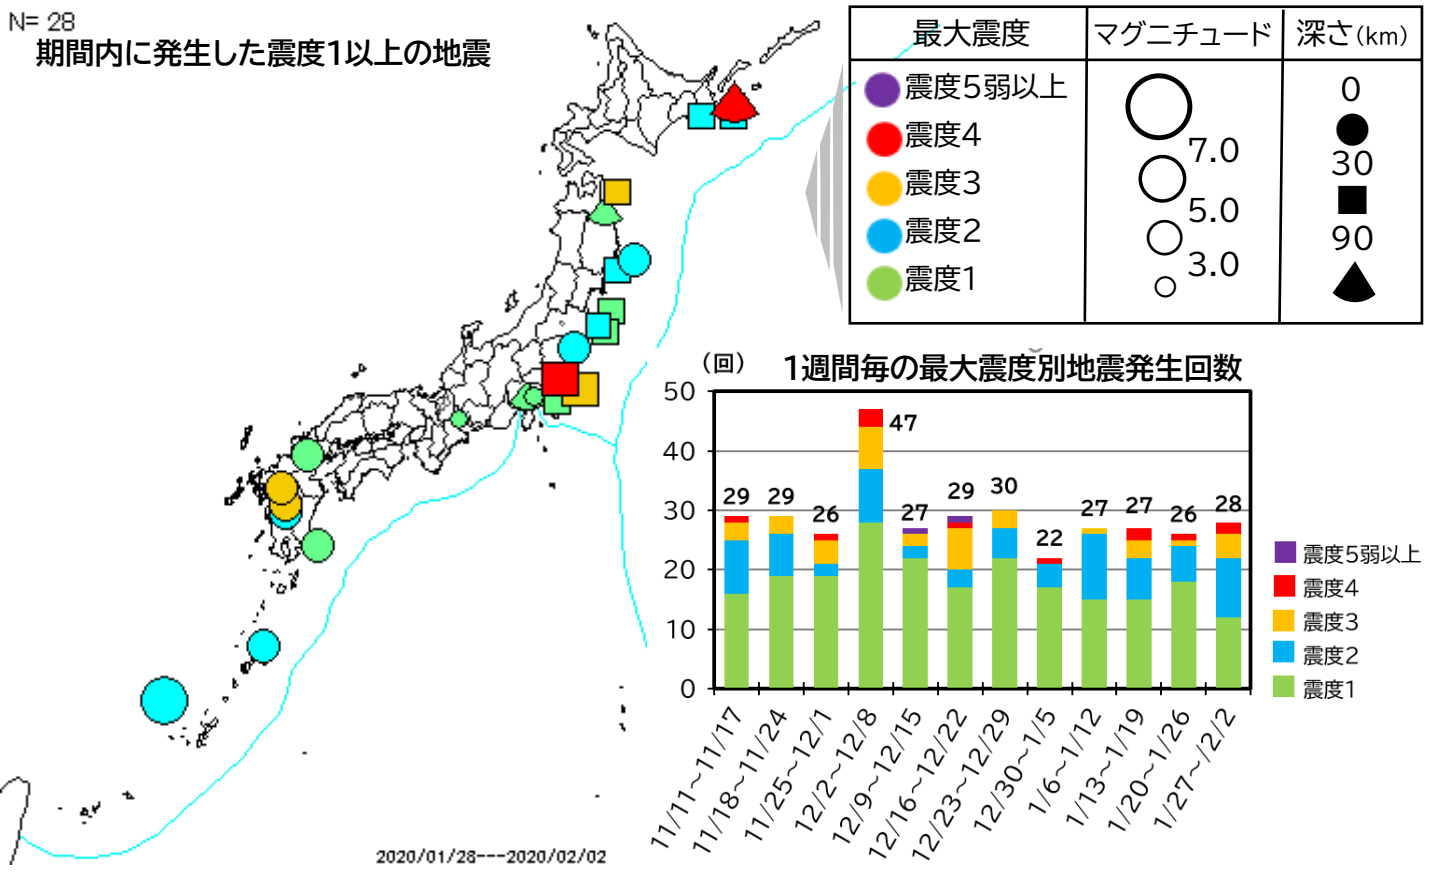 N= 28
期間内に発生した震度1以上の地震
最大震度
マグニチュード
深さ(km)
震度5弱以上
震度4
震度3
震度2
震度1
7.0
5.0
3.0
0
30
90
(回)
1週間毎の最大震度別地震発生回数
50
40
30
20
10
0
29
29
26
47
27
29
30
22
27
27
26
28
震度5弱以上
震度4
震度3
震度2
震度1
11/11～11/17
11/18～11/24
11/25～12/1
12/2～12/8
12/9～12/15
12/16～12/22
12/23～12/29
12/30～1/5
1/6～1/12
1/13～1/19
1/20～1/26
1/27～/2/2
2020/01/28---2020/02/02